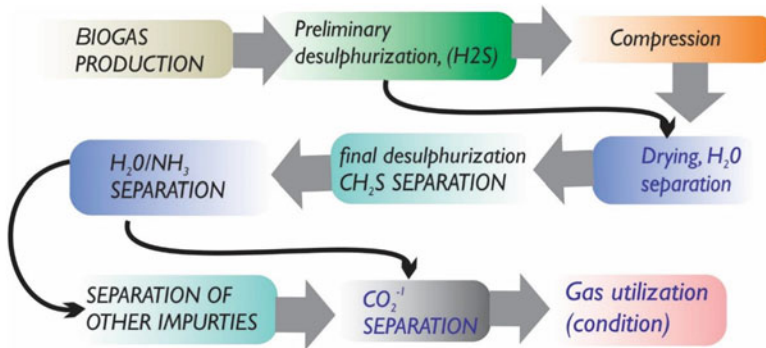 BIOGAS
PRODUCTION
Preliminary
desulphurization, (H2S)
Compression
Drying, H₂0
separation
final desulphurization
CH₂S SEPARATION
H₂0/NH₃
SEPARATION
SEPARATION OF
OTHER IMPURTIES
CO₂⁻¹
SEPARATION
Gas utilization
(condition)